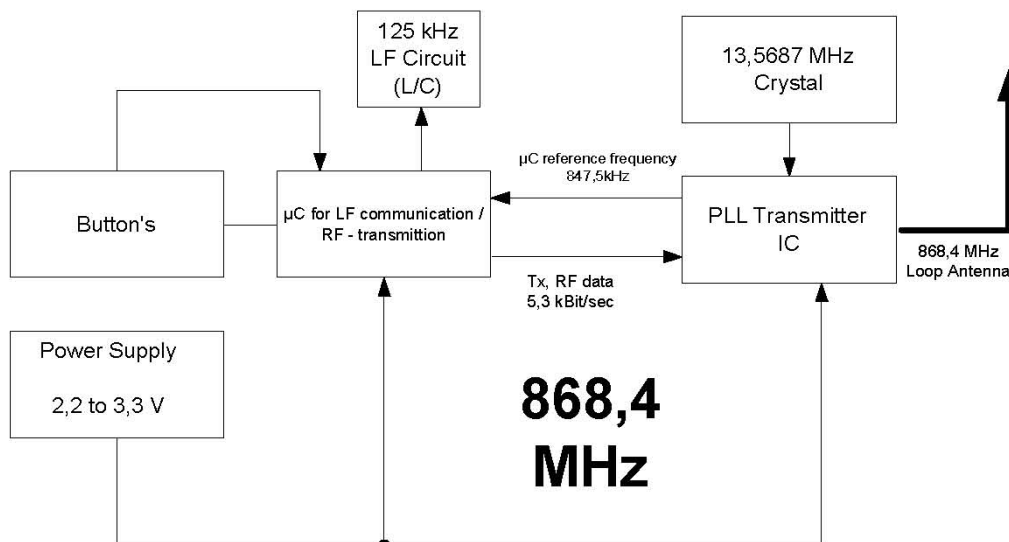 125 kHz
LF Circuit
(L/C)
13,5687 MHz
Crystal
µC reference frequency
847,5kHz
Button's
µC for LF communication /
RF - transmittion
PLL Transmitter
IC
868,4 MHz
Loop Antenna
Tx, RF data
5,3 kBit/sec
Power Supply
2,2 to 3,3 V
868,4
MHz